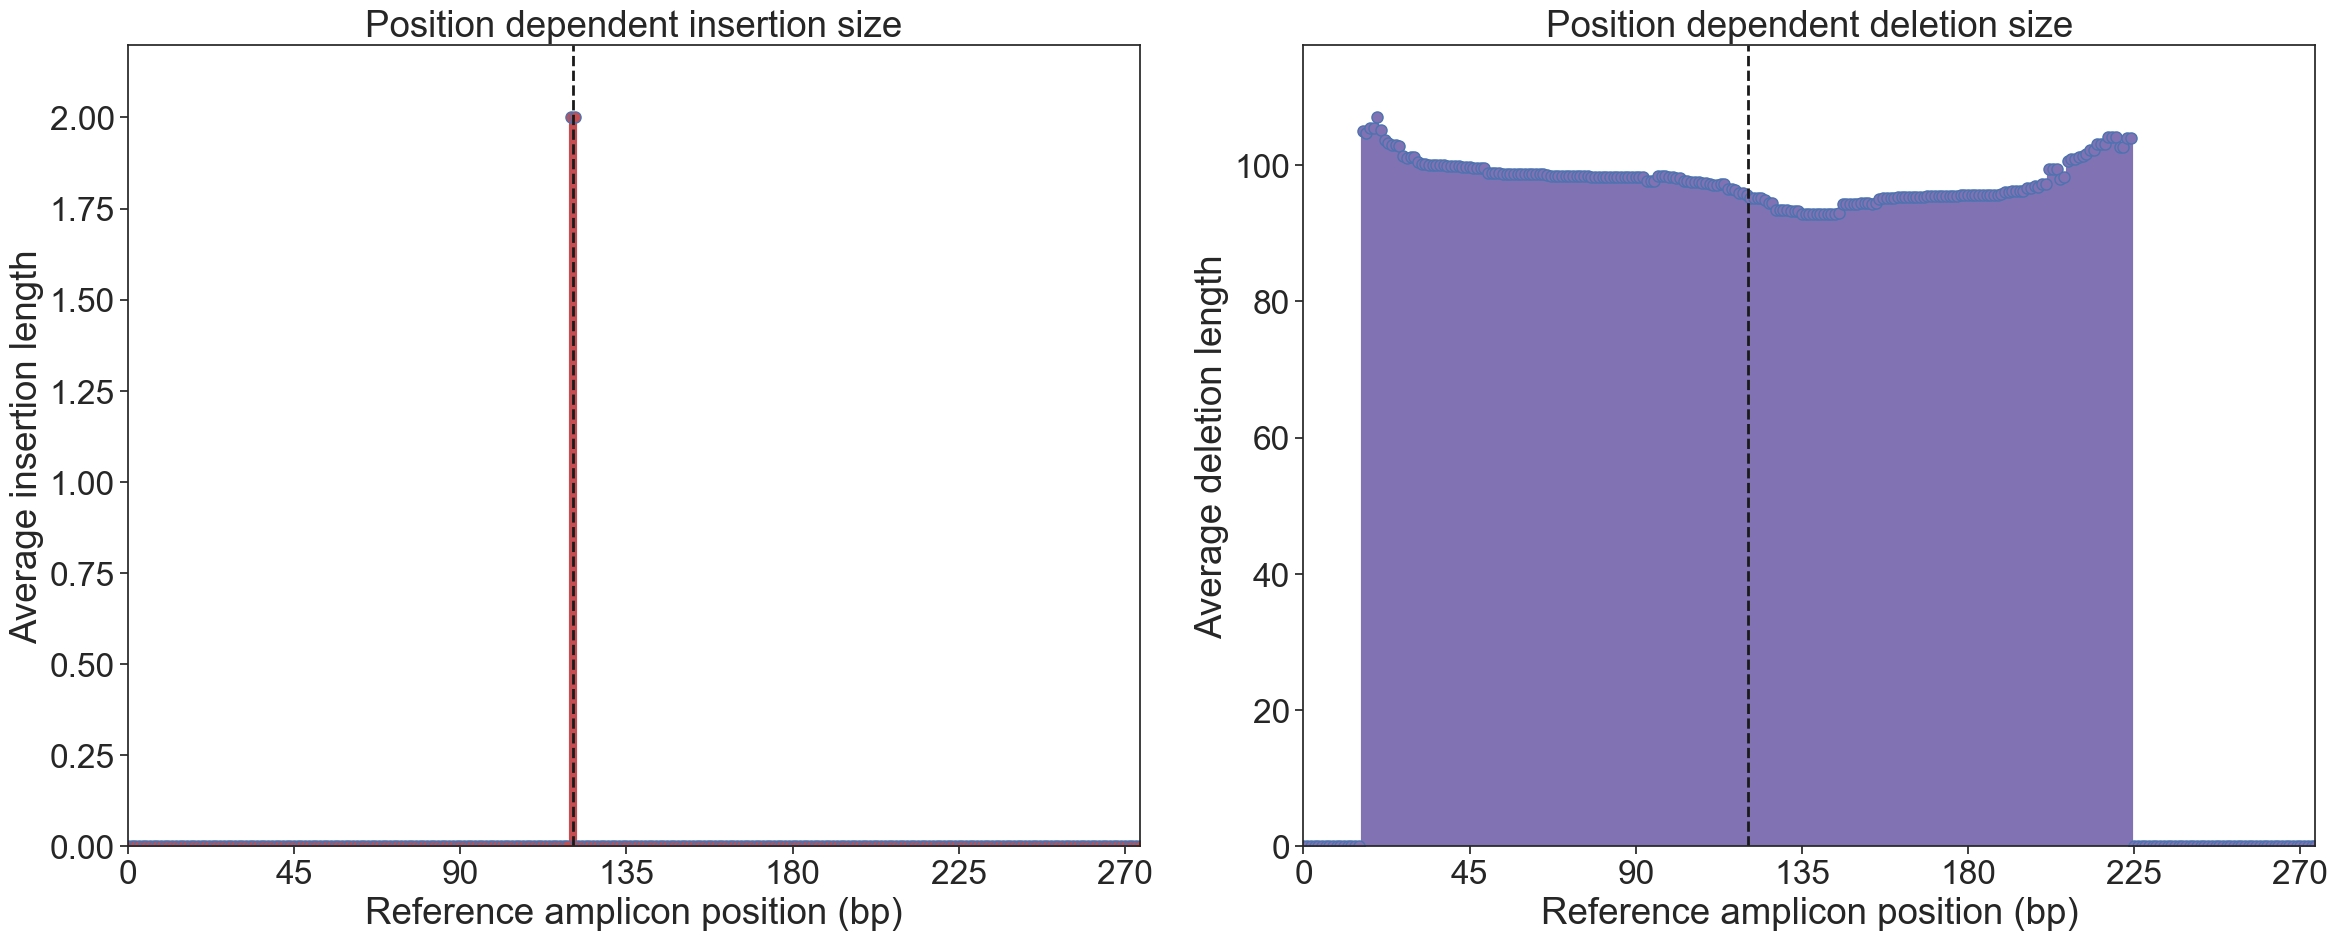 Position dependent insertion size
Average insertion length
2.00
1.75
1.50
1.25
1.00
0.75
0.50
0.25
0.00
0 45 90 135 180 225 270
Reference amplicon position (bp)
Position dependent deletion size
Average deletion length
100
80
60
40
20
0
0 45 90 135 180 225 270
Reference amplicon position (bp)